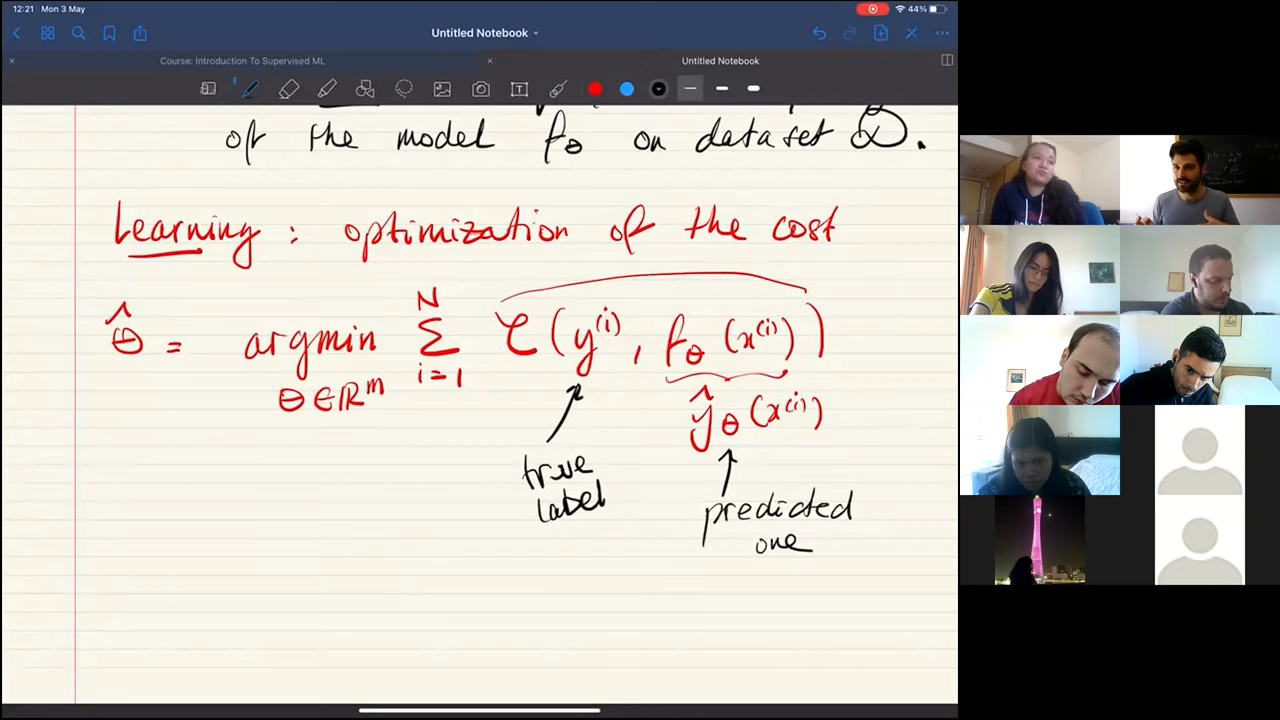 12:21 Mon 3 May
44%
Untitled Notebook
Course: Introduction To Supervised ML
Untitled Notebook
of the model fθ on dataset 𝒟.
Learning : optimization of the cost
θ̂ = argmin θ∈ℝᵐ ∑ i=1 N ℓ(y⁽ⁱ⁾, fθ(x⁽ⁱ⁾))
ŷθ(x⁽ⁱ⁾)
true
label
predicted
one